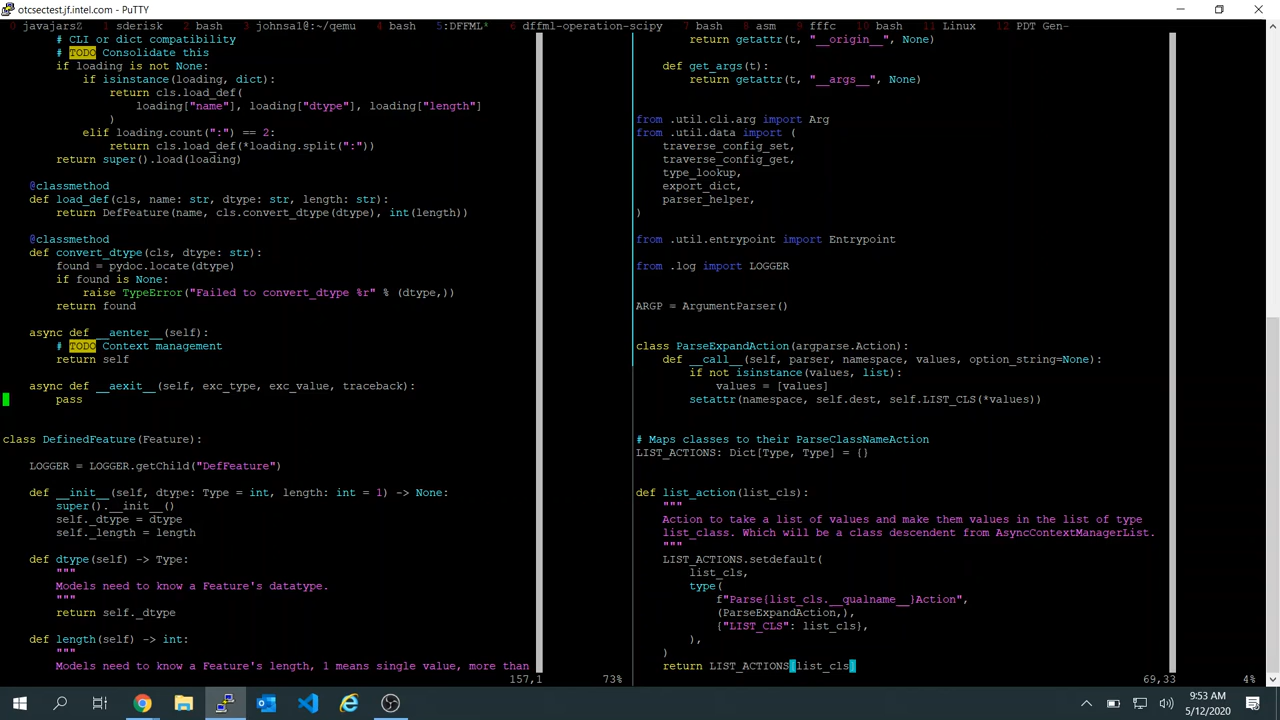 otcsectest.jf.intel.com - PuTTY
0 javajarsZ 1 sderisk 2 bash 3 johnsa1@:~/qemu 4 bash 5:DFFML* 6 dffml-operation-scipy 7 bash 8 asm 9 fffc 10 bash 11 Linux 12 PDT Gen-
# CLI or dict compatibility
# TODO Consolidate this
if loading is not None:
if isinstance(loading, dict):
return cls.load_def(
loading["name"], loading["dtype"], loading["length"]
)
elif loading.count(":") == 2:
return cls.load_def(*loading.split(":"))
return super().load(loading)
@classmethod
def load_def(cls, name: str, dtype: str, length: str):
return DefFeature(name, cls.convert_dtype(dtype), int(length))
@classmethod
def convert_dtype(cls, dtype: str):
found = pydoc.locate(dtype)
if found is None:
raise TypeError("Failed to convert_dtype %r" % (dtype,))
return found
async def __aenter__(self):
# TODO Context management
return self
async def __aexit__(self, exc_type, exc_value, traceback):
pass
class DefinedFeature(Feature):
LOGGER = LOGGER.getChild("DefFeature")
def __init__(self, dtype: Type = int, length: int = 1) -> None:
super().__init__()
self._dtype = dtype
self._length = length
def dtype(self) -> Type:
"""
Models need to know a Feature's datatype.
"""
return self._dtype
def length(self) -> int:
"""
Models need to know a Feature's length, 1 means single value, more than
157,1 73%
return getattr(t, "__origin__", None)
def get_args(t):
return getattr(t, "__args__", None)
from .util.cli.arg import Arg
from .util.data import (
traverse_config_set,
traverse_config_get,
type_lookup,
export_dict,
parser_helper,
)
from .util.entrypoint import Entrypoint
from .log import LOGGER
ARGP = ArgumentParser()
class ParseExpandAction(argparse.Action):
def __call__(self, parser, namespace, values, option_string=None):
if not isinstance(values, list):
values = [values]
setattr(namespace, self.dest, self.LIST_CLS(*values))
# Maps classes to their ParseClassNameAction
LIST_ACTIONS: Dict[Type, Type] = {}
def list_action(list_cls):
"""
Action to take a list of values and make them values in the list of type
list_class. Which will be a class descendent from AsyncContextManagerList.
"""
LIST_ACTIONS.setdefault(
list_cls,
type(
f"Parse{list_cls.__qualname__}Action",
(ParseExpandAction,),
{"LIST_CLS": list_cls},
),
)
return LIST_ACTIONS[list_cls]
69,33 4%
9:53 AM
5/12/2020